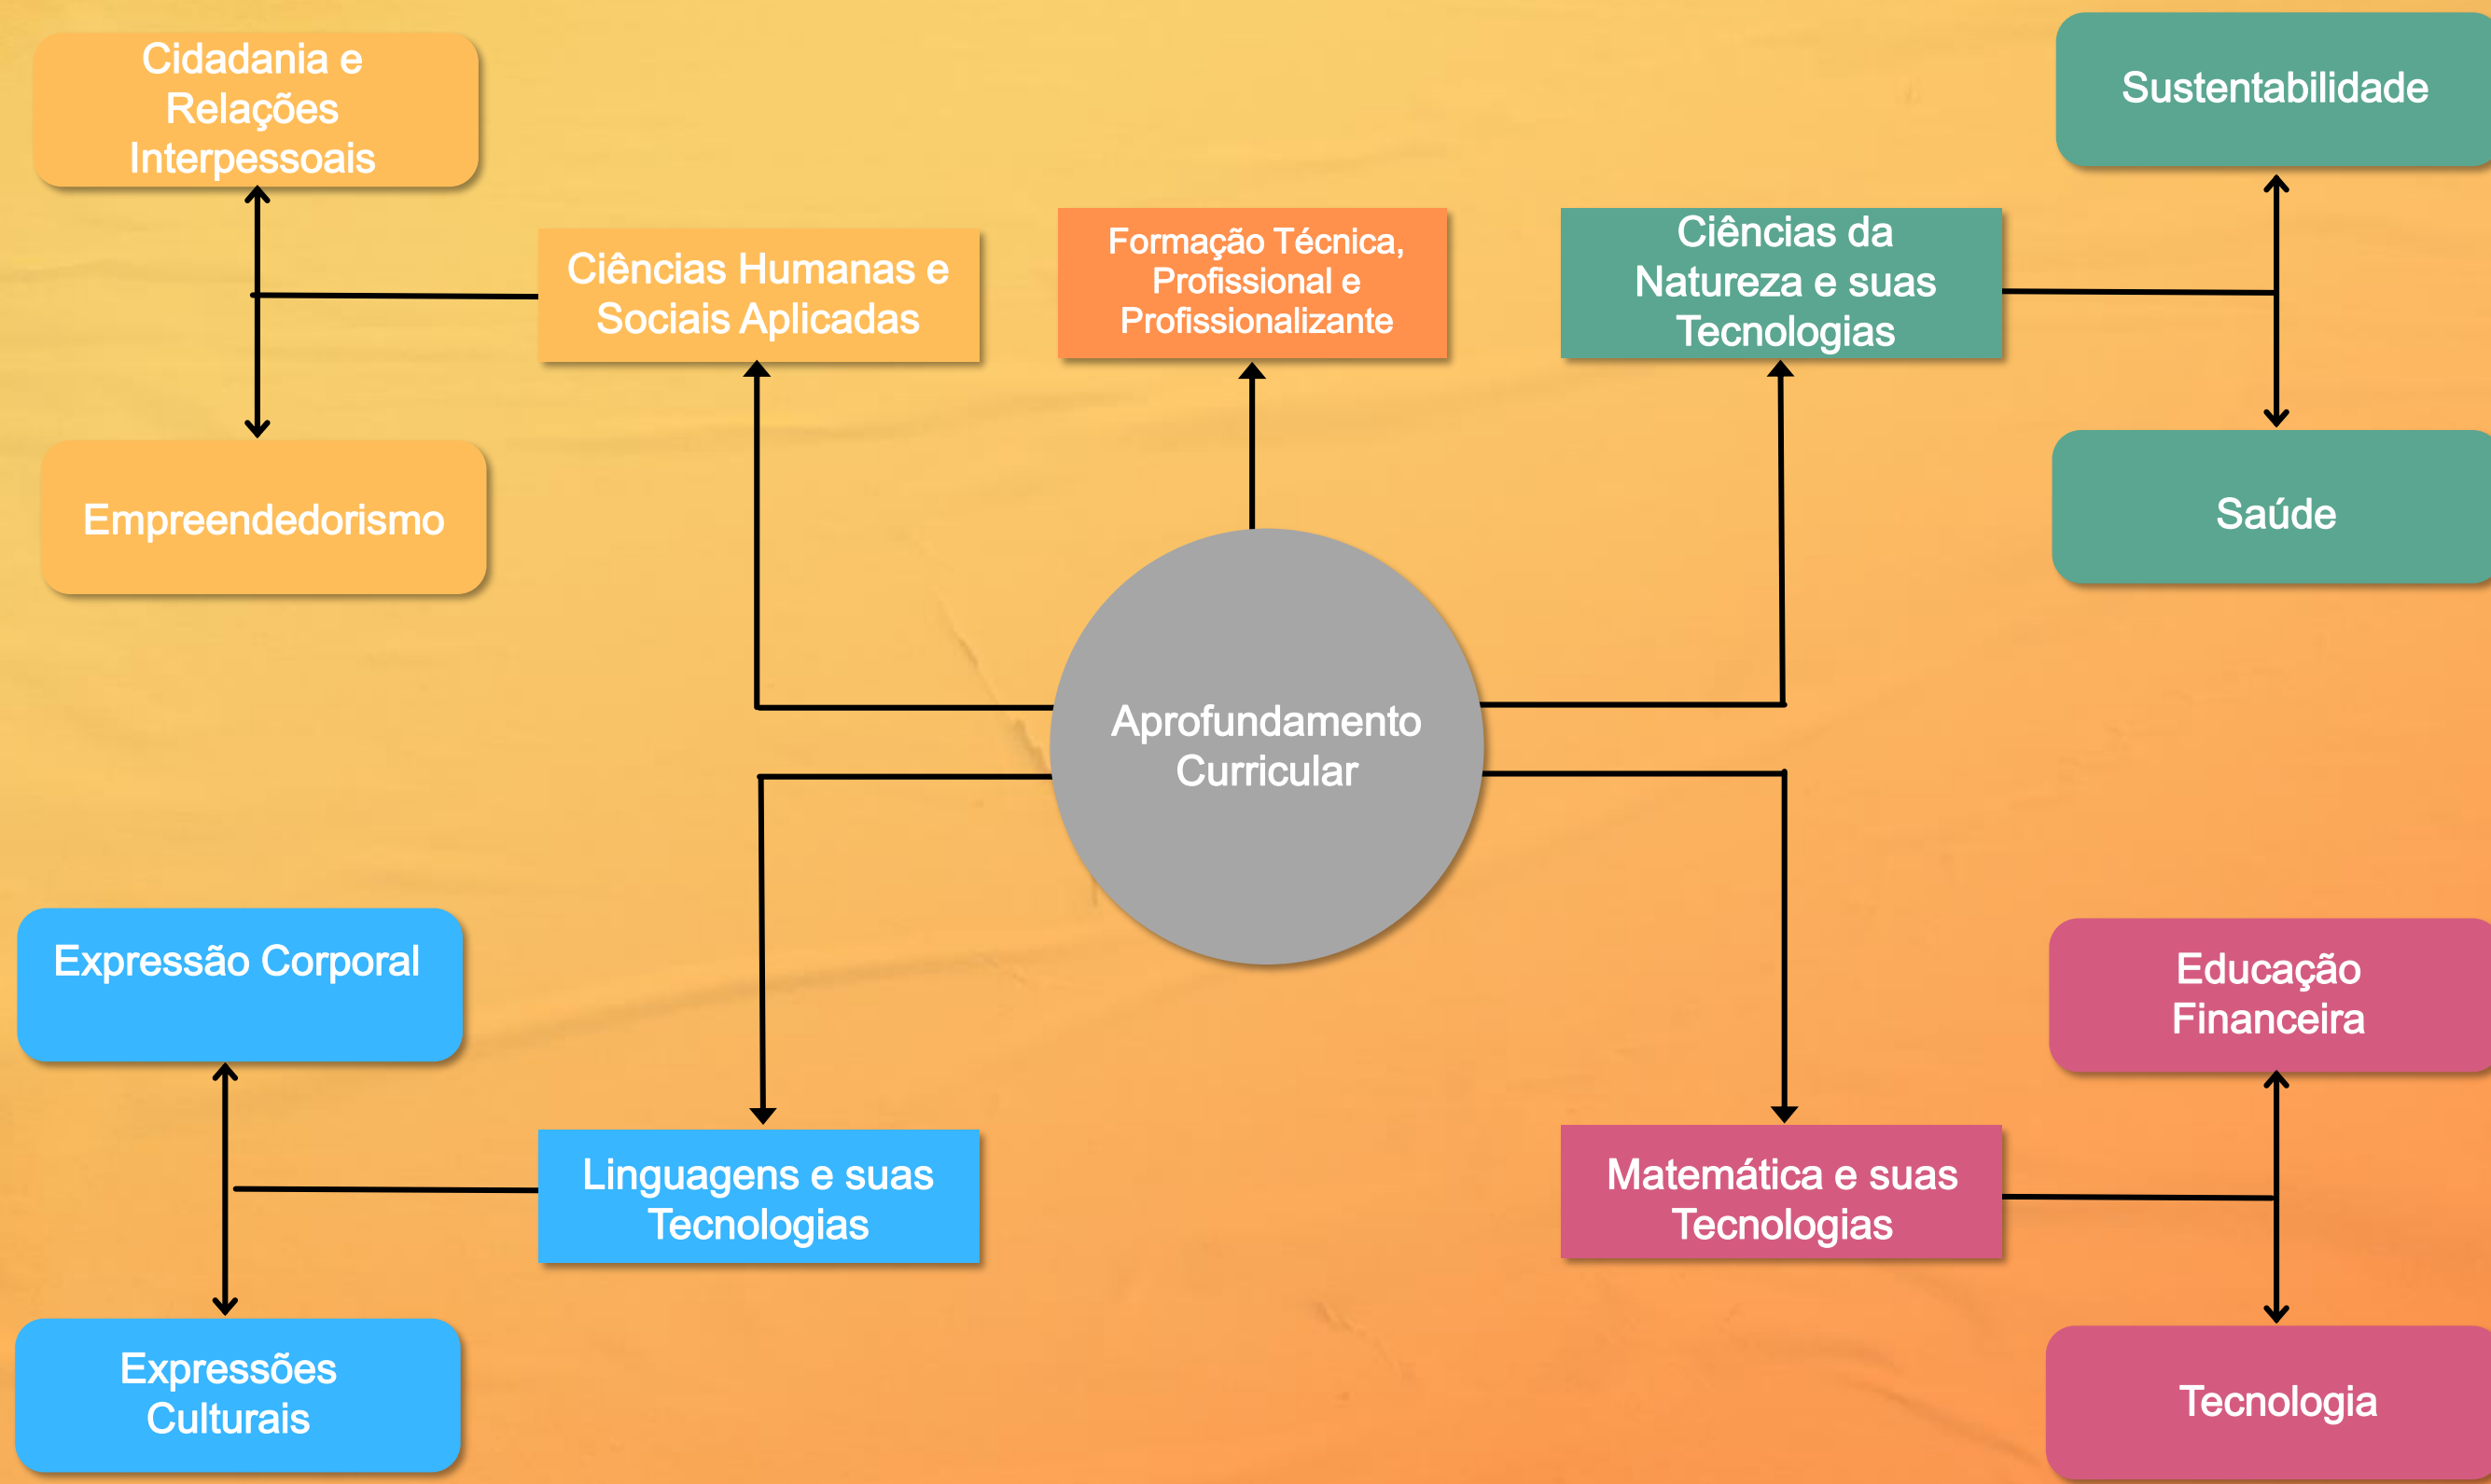 Cidadania e
Relações
Interpessoais
Empreendedorismo
Ciências Humanas e
Sociais Aplicadas
Formação Técnica,
Profissional e
Profissionalizante
Ciências da
Natureza e suas
Tecnologias
Sustentabilidade
Saúde
Aprofundamento
Curricular
Expressão Corporal
Expressões
Culturais
Linguagens e suas
Tecnologias
Matemática e suas
Tecnologias
Educação
Financeira
Tecnologia